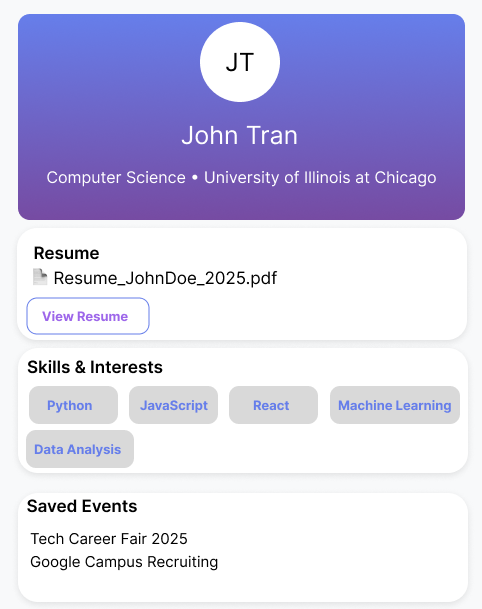 JT
John Tran
Computer Science • University of Illinois at Chicago
Resume
Resume_JohnDoe_2025.pdf
View Resume
Skills & Interests
Python JavaScript React Machine Learning
Data Analysis
Saved Events
Tech Career Fair 2025
Google Campus Recruiting